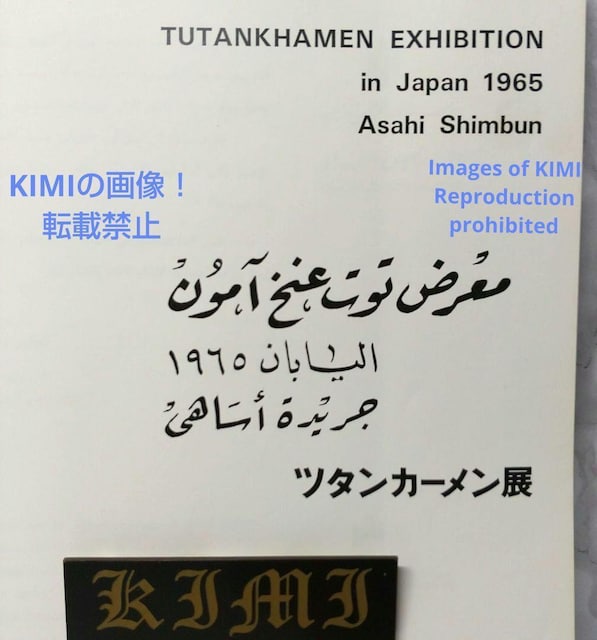 TUTANKHAMEN EXHIBITION
in Japan 1965
Asahi Shimbun
KIMIの画像！
転載禁止
Images of KIMI
Reproduction
prohibited
معرض توت عنخ آمون
اليابان ١٩٦٥
جريدة أساهى
ツタンカーメン展
KIMI